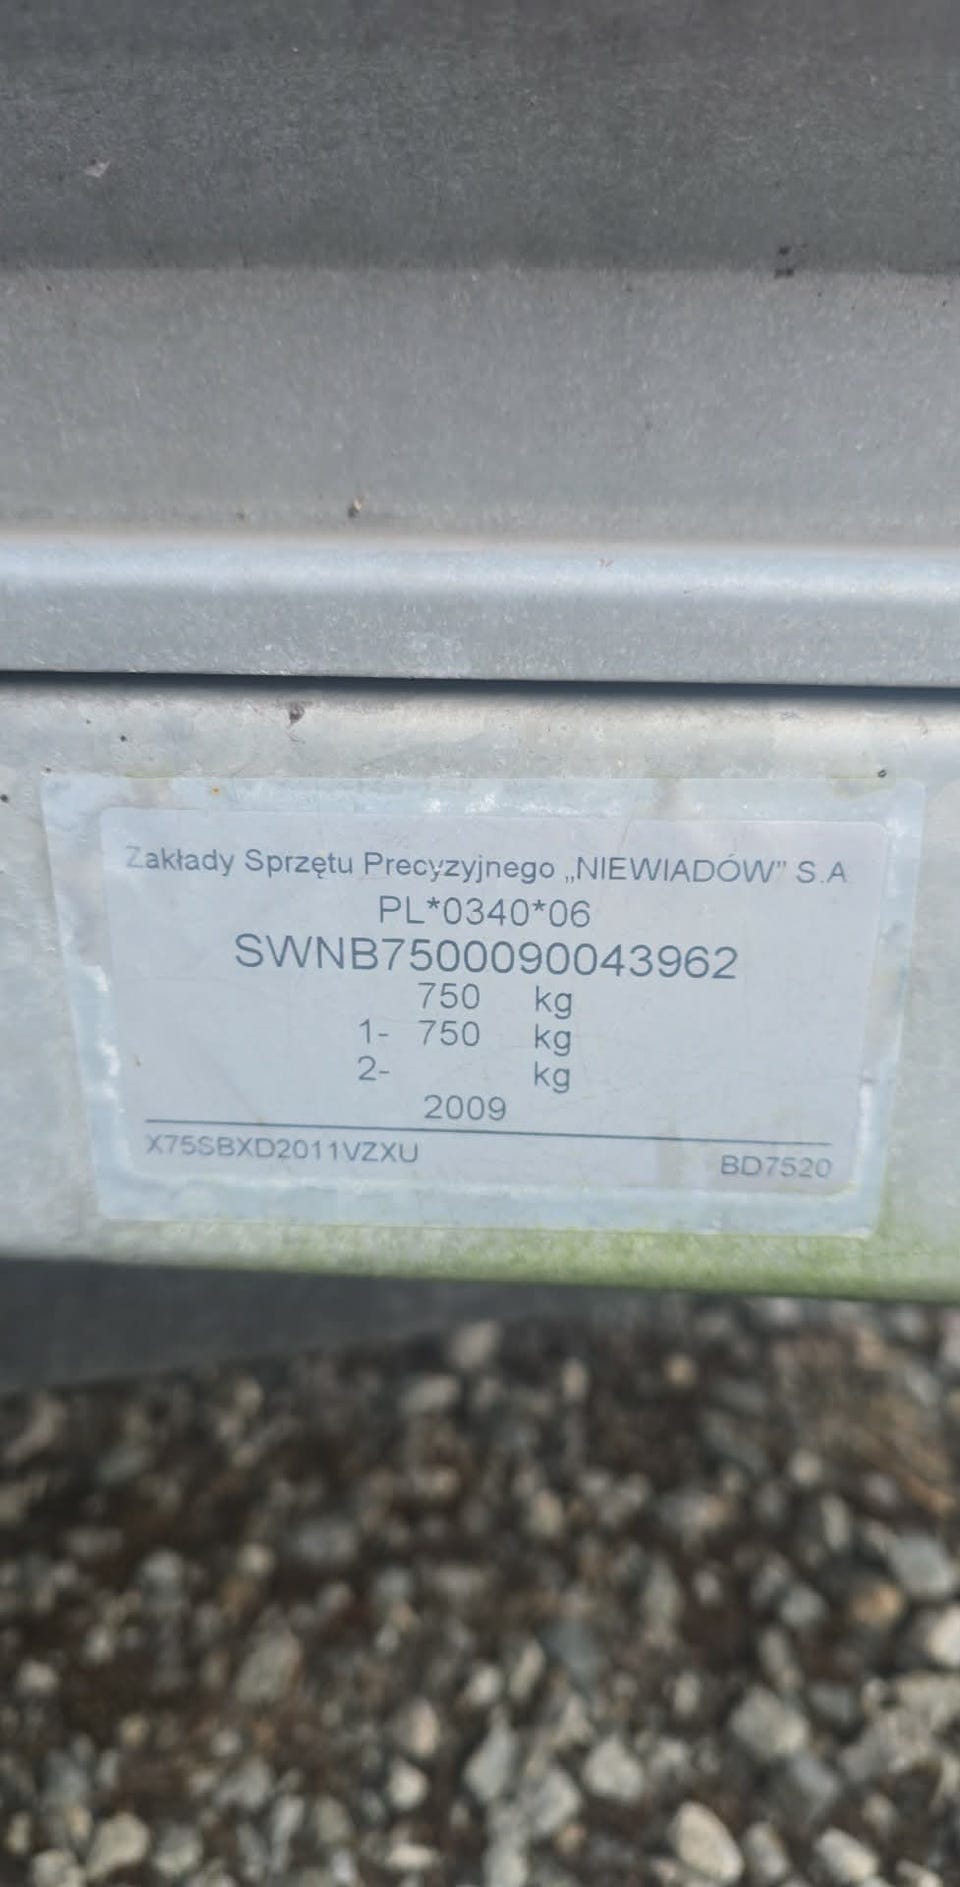 Zakłady Sprzętu Precyzyjnego „NIEWIADÓW” S.A
PL*0340*06
SWNB7500090043962
750 kg
1- 750 kg
2- kg
2009
X75SBXD2011VZXU BD7520